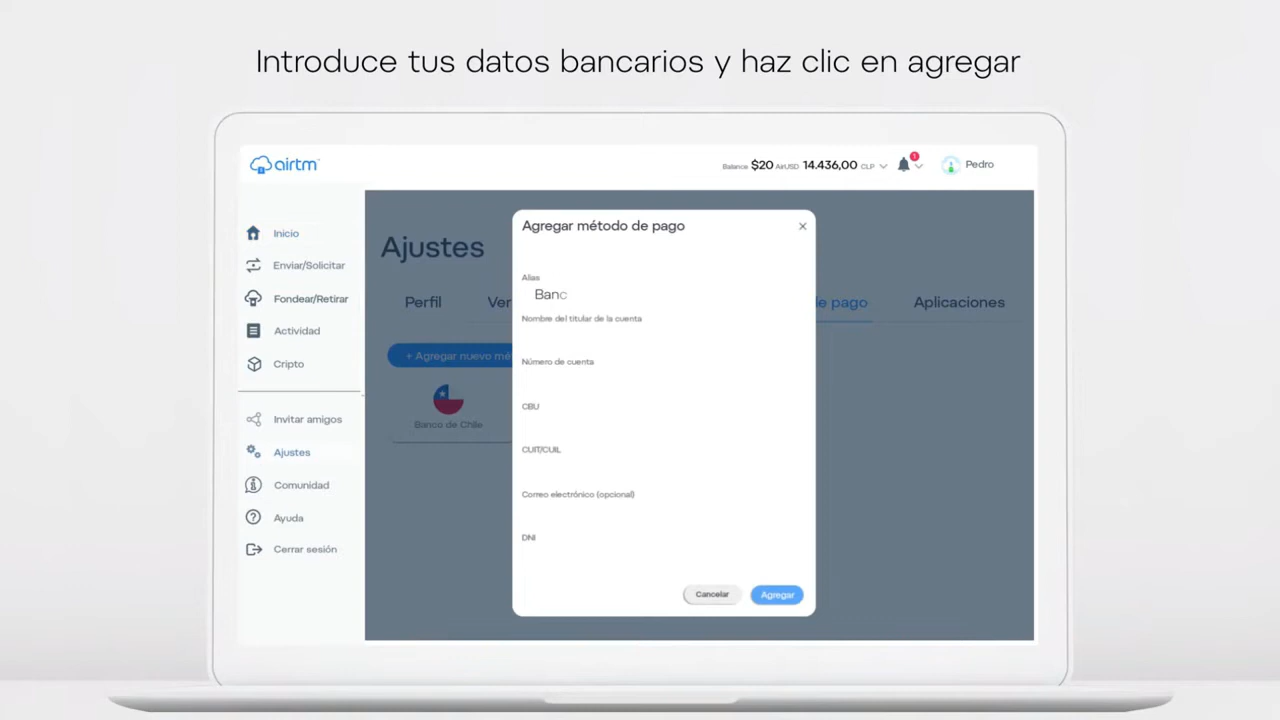 Introduce tus datos bancarios y haz clic en agregar
airtm
Balance $20 AirUSD 14.436,00 CLP
1
Pedro
Inicio
Enviar/Solicitar
Fondear/Retirar
Actividad
Cripto
Invitar amigos
Ajustes
Comunidad
Ayuda
Cerrar sesión
Ajustes
Perfil
Ver
de pago
Aplicaciones
+ Agregar nuevo mé
Banco de Chile
Agregar método de pago
Alias
Banc
Nombre del titular de la cuenta
Número de cuenta
CBU
CUIT/CUIL
Correo electrónico (opcional)
DNI
Cancelar
Agregar